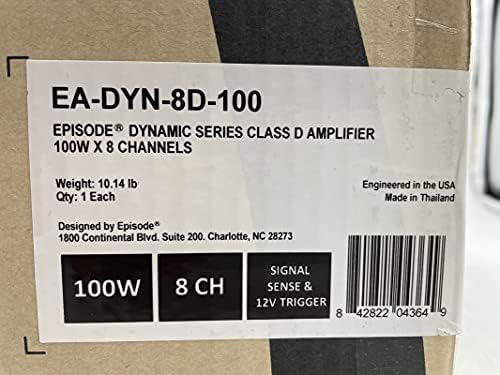 EA-DYN-8D-100
EPISODE® DYNAMIC SERIES CLASS D AMPLIFIER
100W X 8 CHANNELS
Weight: 10.14 lb
Qty: 1 Each
Engineered in the USA
Made in Thailand
Designed by Episode®
1800 Continental Blvd. Suite 200. Charlotte, NC 28273
100W
8 CH
SIGNAL
SENSE &
12V TRIGGER
8 42822 04364 9